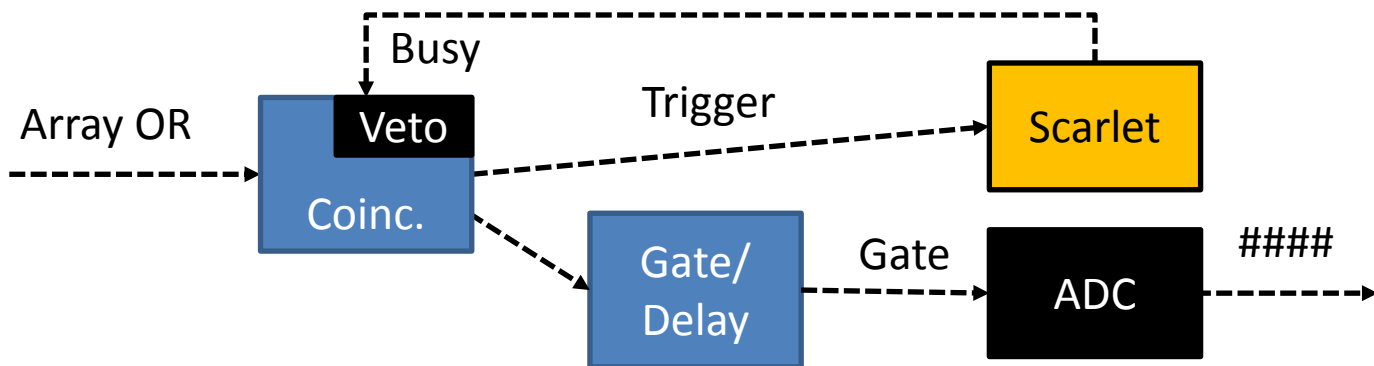 Busy
Array OR
Veto
Trigger
Scarlet
Coinc.
Gate/
Delay
Gate
ADC
####